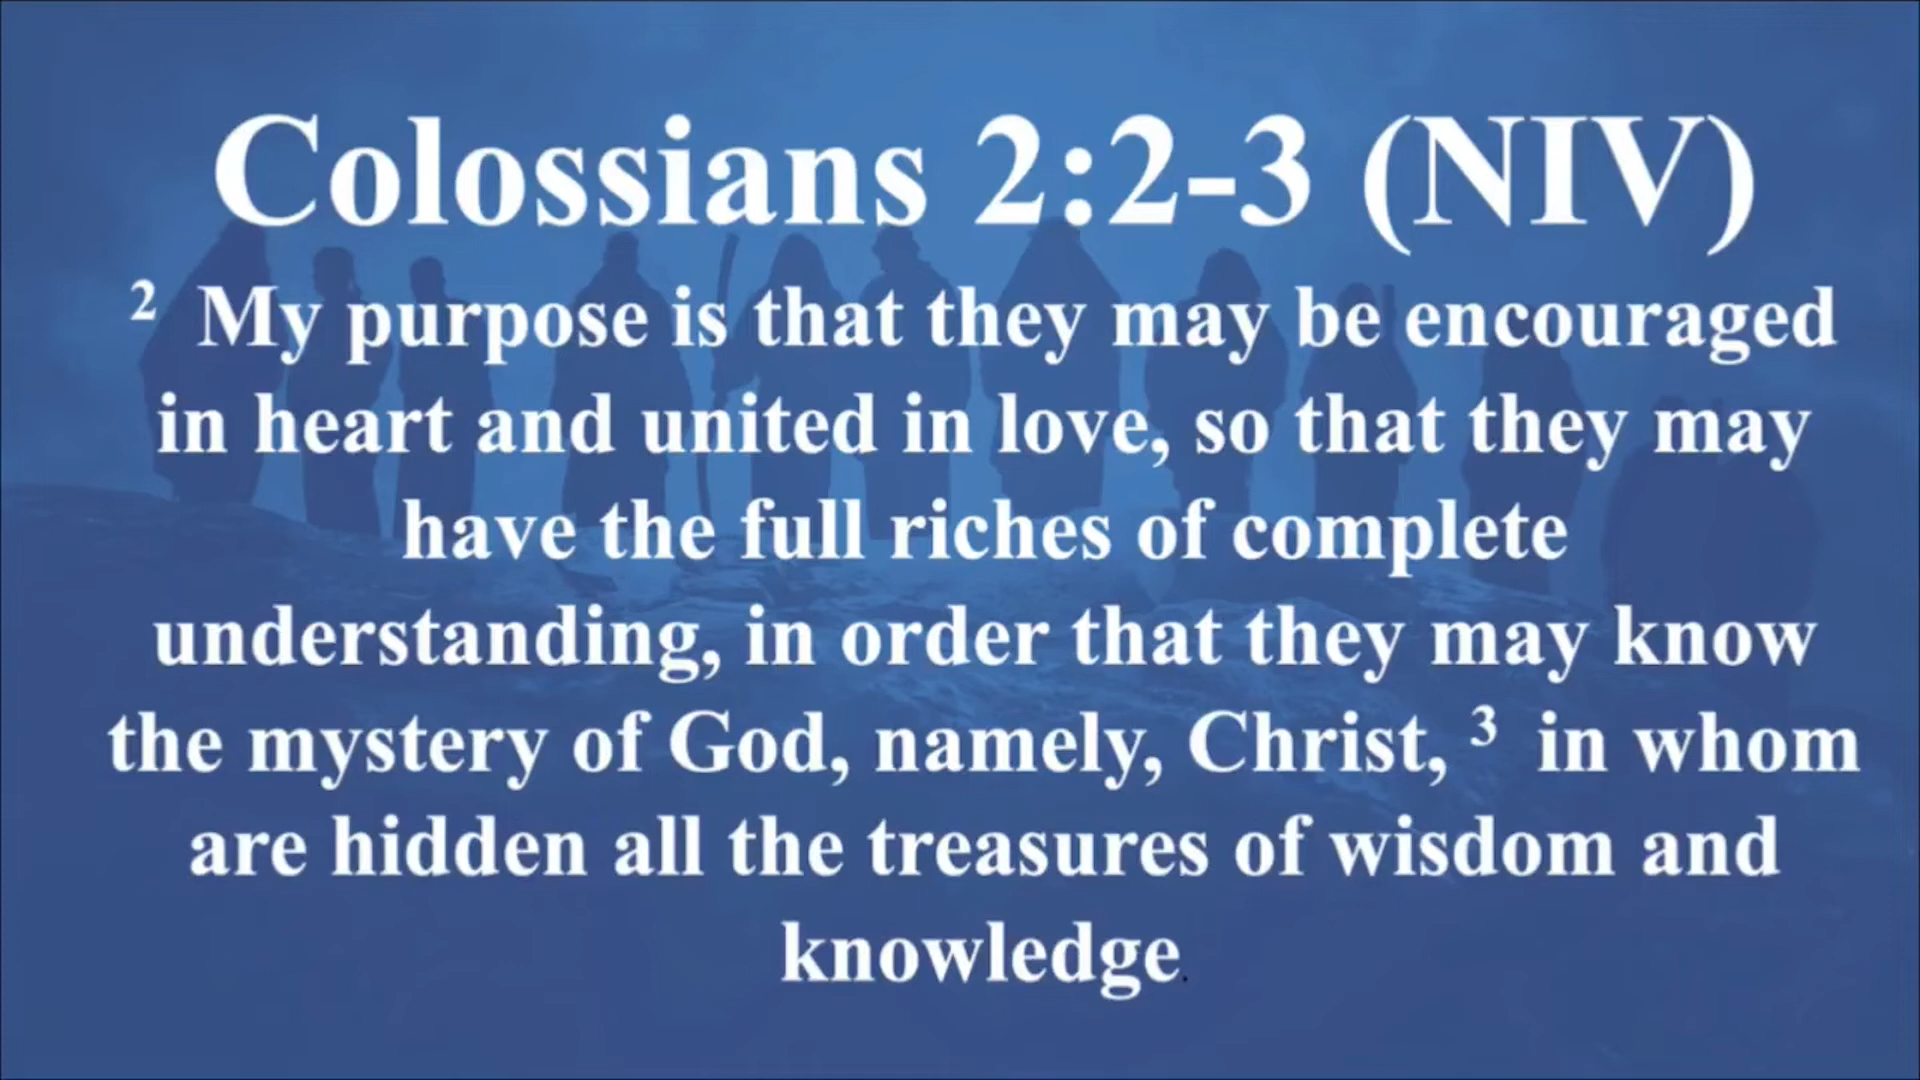 Colossians 2:2-3 (NIV)
2 My purpose is that they may be encouraged
in heart and united in love, so that they may
have the full riches of complete
understanding, in order that they may know
the mystery of God, namely, Christ, 3 in whom
are hidden all the treasures of wisdom and
knowledge.